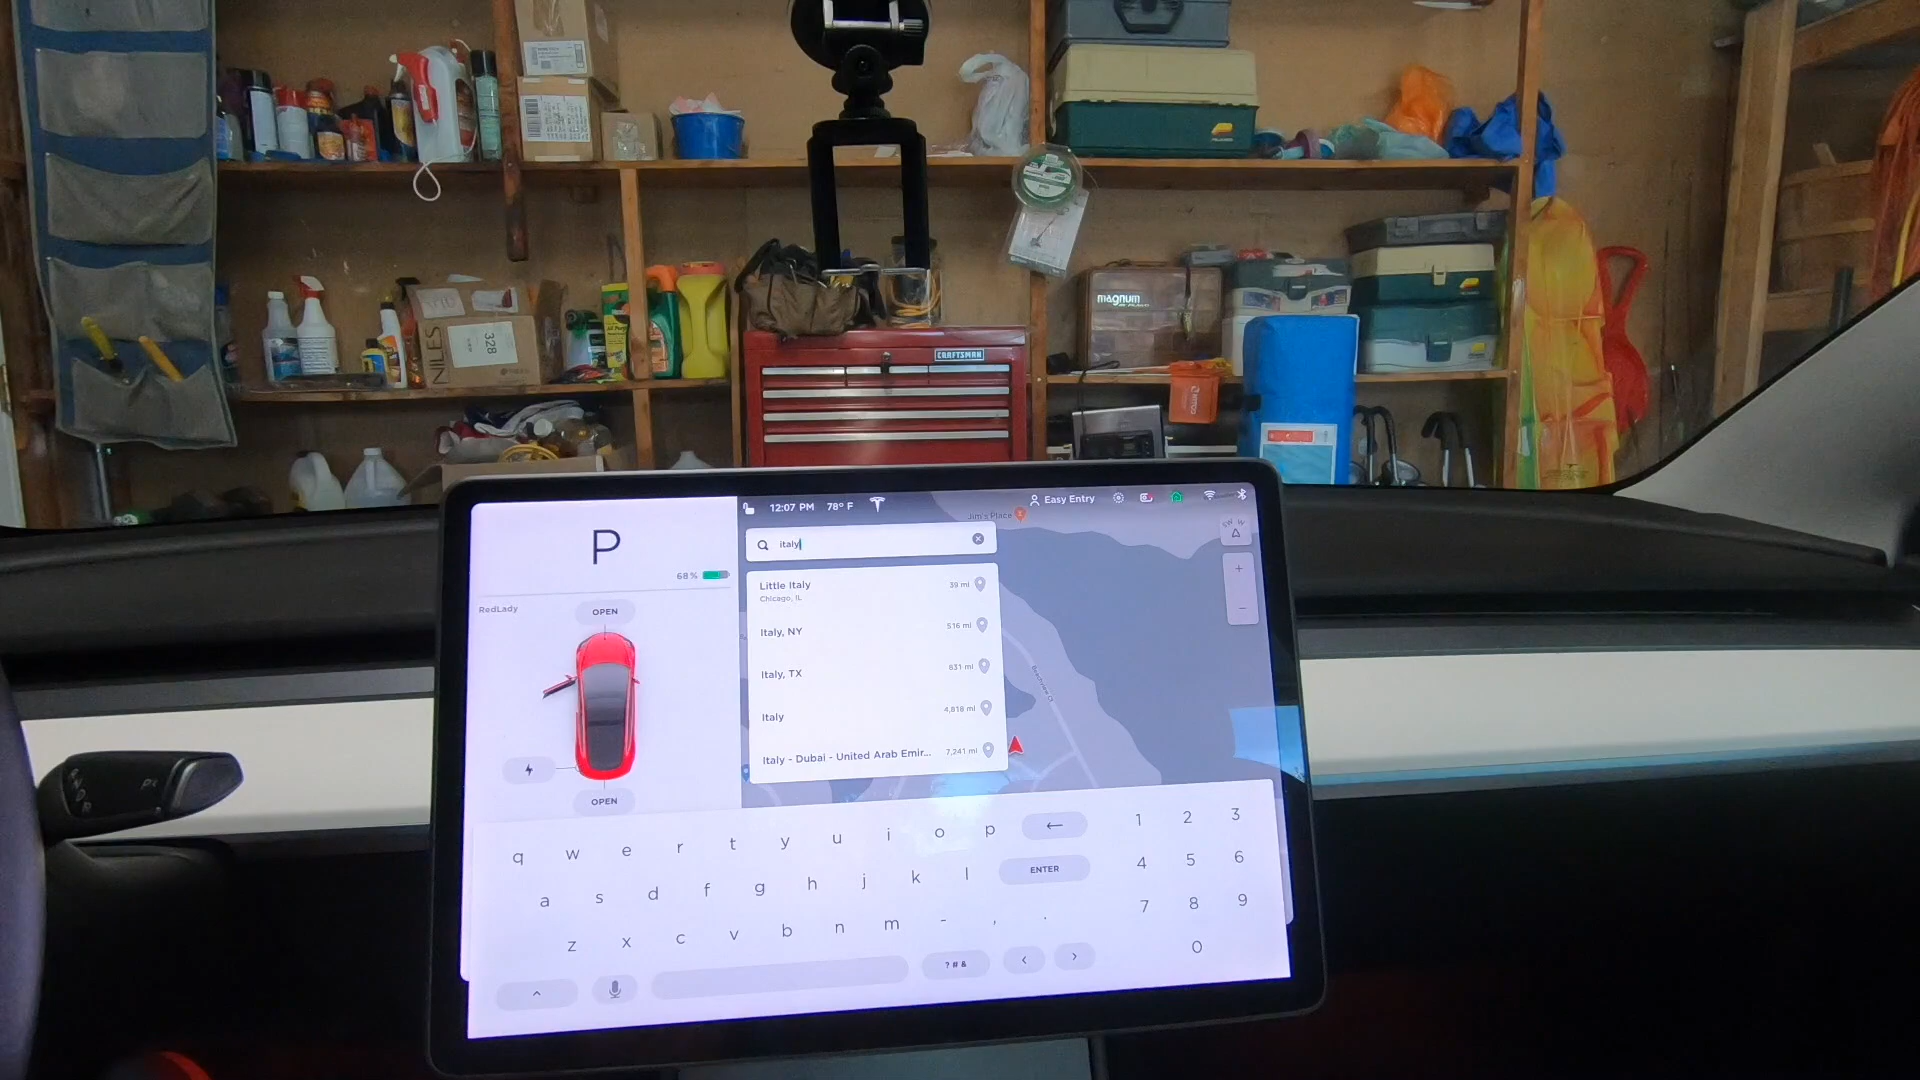 328
NILES
magnum
CRAFTSMAN
12:07 PM 78° F
Easy Entry
Jim's Place
P
68 %
RedLady
OPEN
OPEN
italy
Little Italy
39 mi
Chicago, IL
Italy, NY
516 mi
Italy, TX
831 mi
Italy
4,818 mi
Italy - Dubai - United Arab Emir...
7,241 mi
q w e r t y u i o p ← 1 2 3
a s d f g h j k l ENTER 4 5 6
z x c v b n m - , . 7 8 9
? # & < > 0